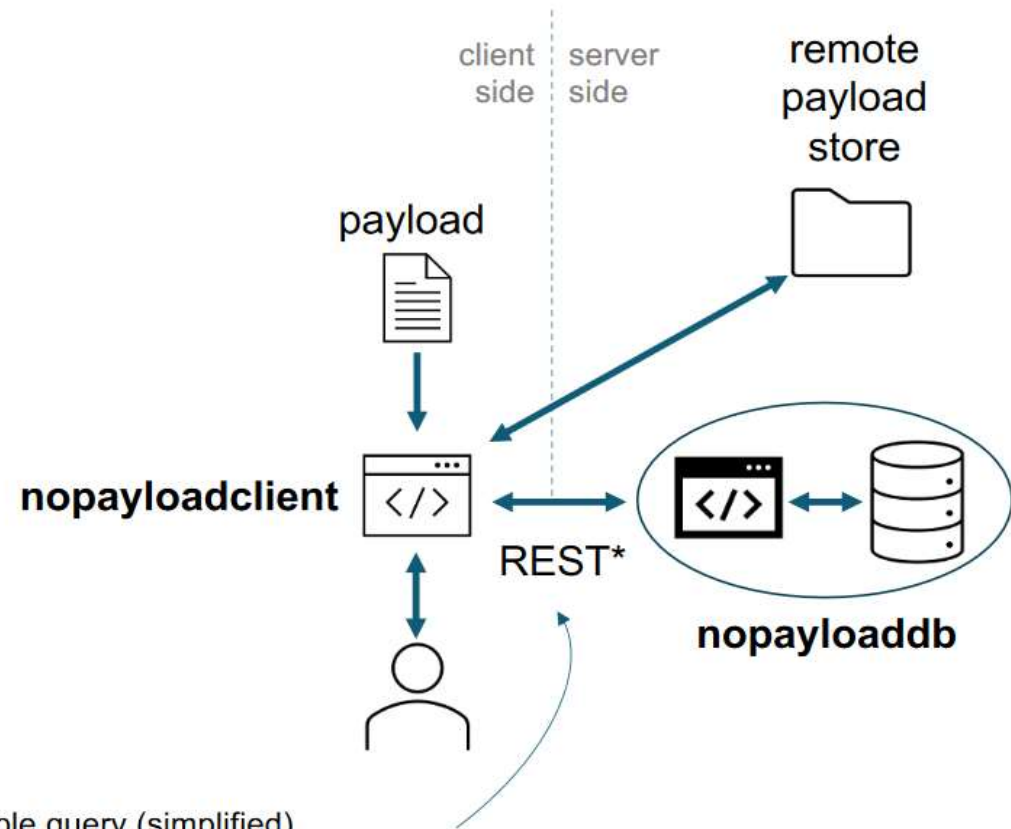 client server
side side
remote
payload
store
payload
nopayloadclient
</>
</>
REST*
nopayloaddb
query (simplified)